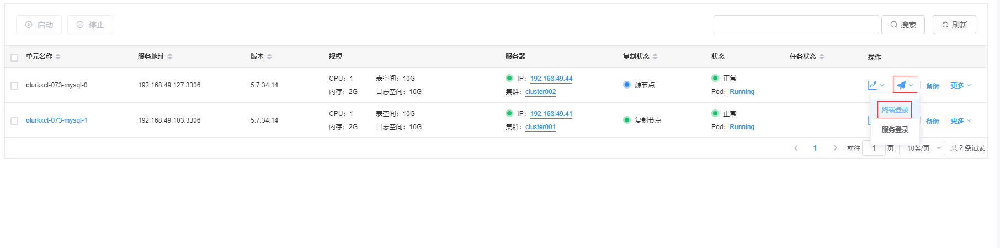 启动 停止 搜索 刷新
单元名称 服务地址 版本 规模 服务器 复制状态 状态 任务状态 操作
CPU：1 表空间：10G IP：192.168.49.44 正常
olurkxct-073-mysql-0 192.168.49.127:3306 5.7.34.14 源节点 备份 更多
内存：2G 日志空间：10G 集群：cluster002 Pod：Running
终端登录
CPU：1 表空间：10G IP：192.168.49.41 正常
olurkxct-073-mysql-1 192.168.49.103:3306 5.7.34.14 复制节点 备份 更多
内存：2G 日志空间：10G 集群：cluster001 Pod：Running
服务登录
1 前往 1 页 10条/页 共 2 条记录